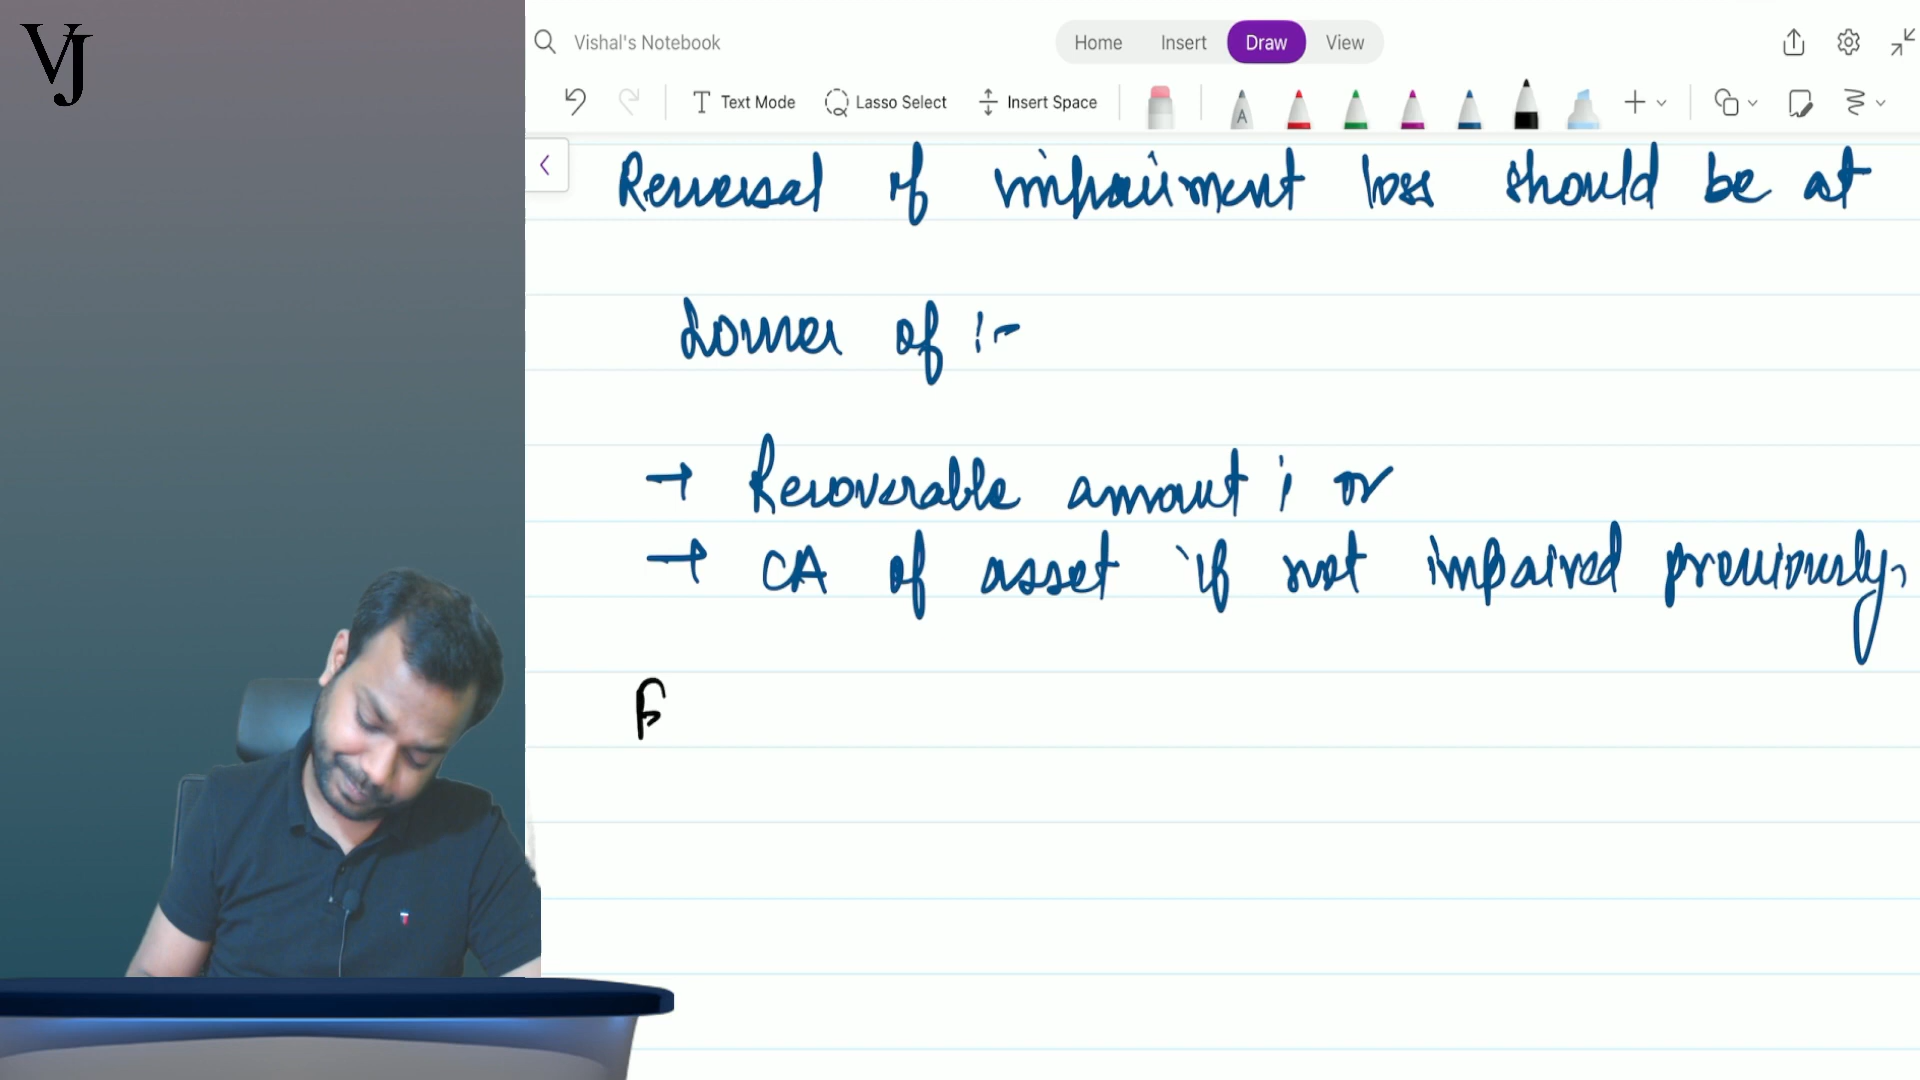 VJ
Vishal's Notebook
Home Insert Draw View
Text Mode Lasso Select Insert Space
A
Reversal of impairment loss should be at
Lower of :-
→ Recoverable amount ; or
→ CA of asset if not impaired previously.